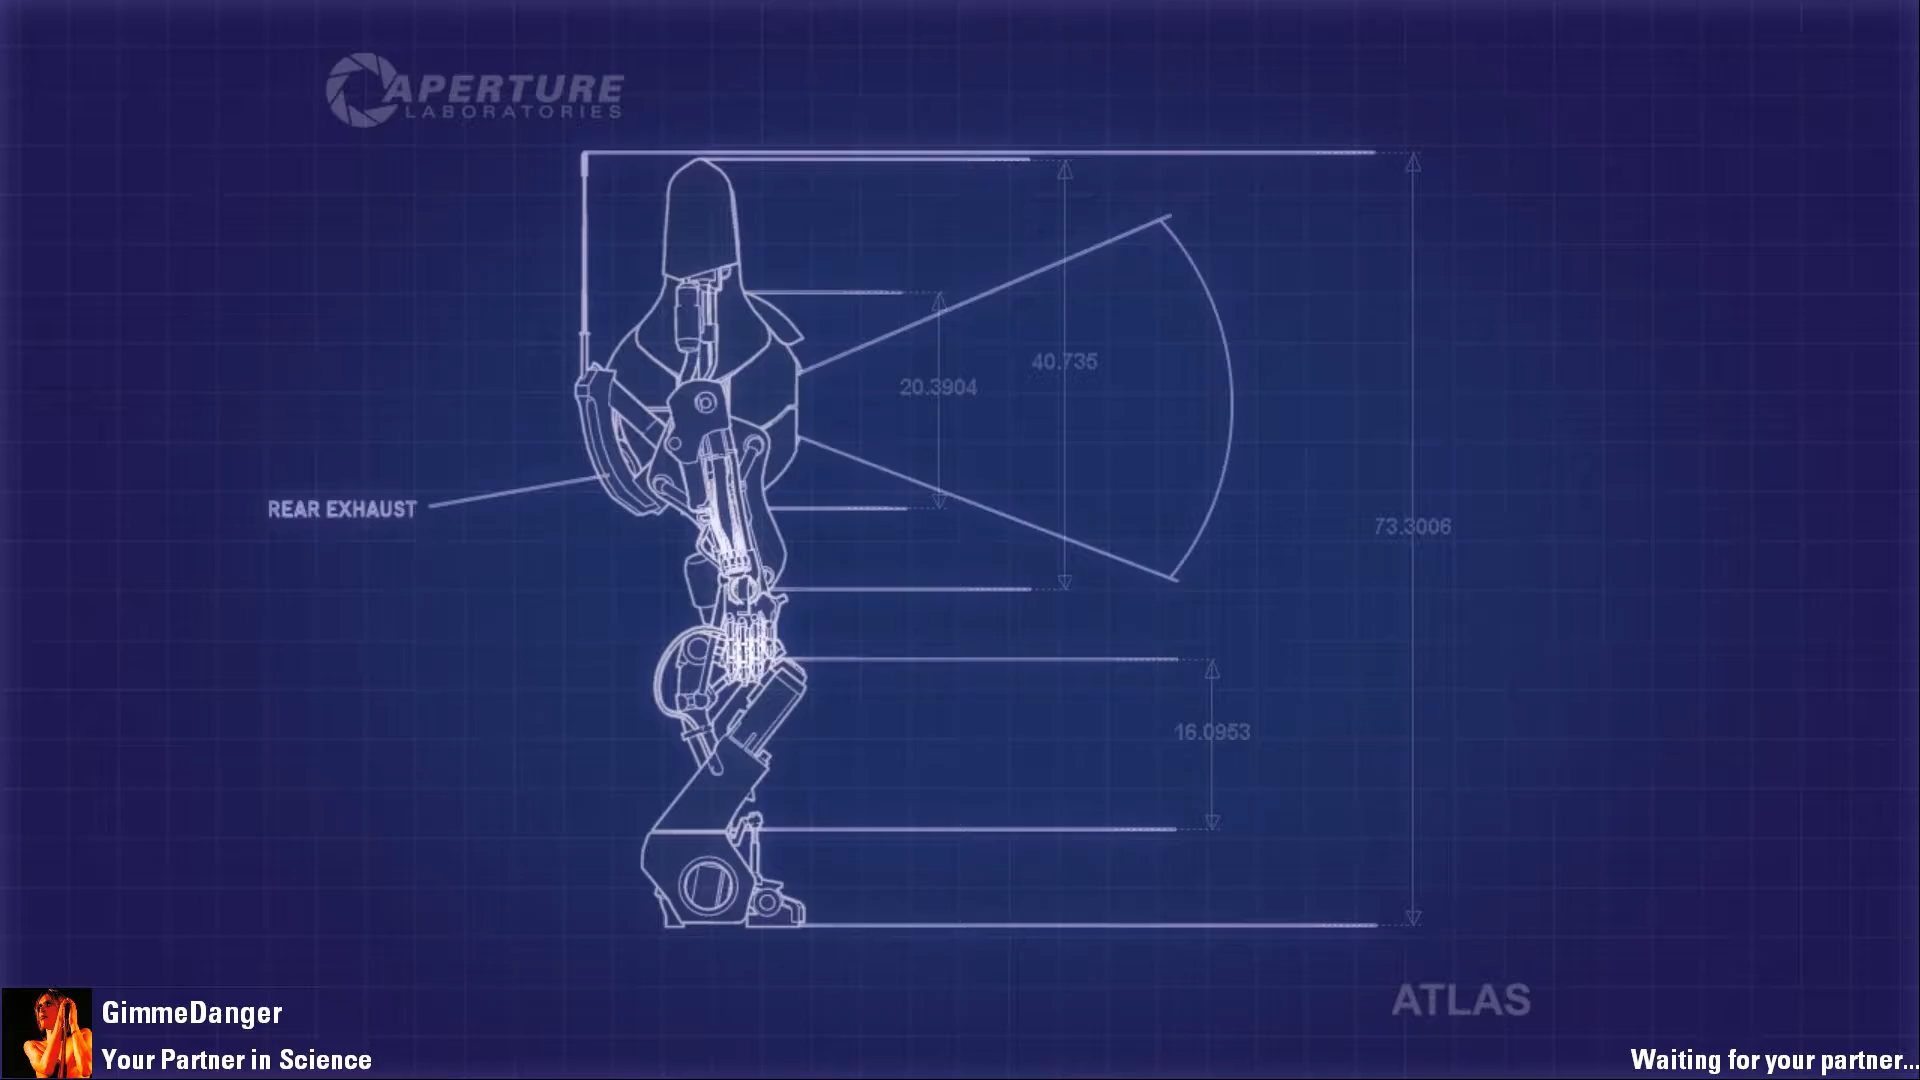 APERTURE
LABORATORIES
40.735
20.3904
REAR EXHAUST
73.3006
16.0953
ATLAS
GimmeDanger
Your Partner in Science
Waiting for your partner...